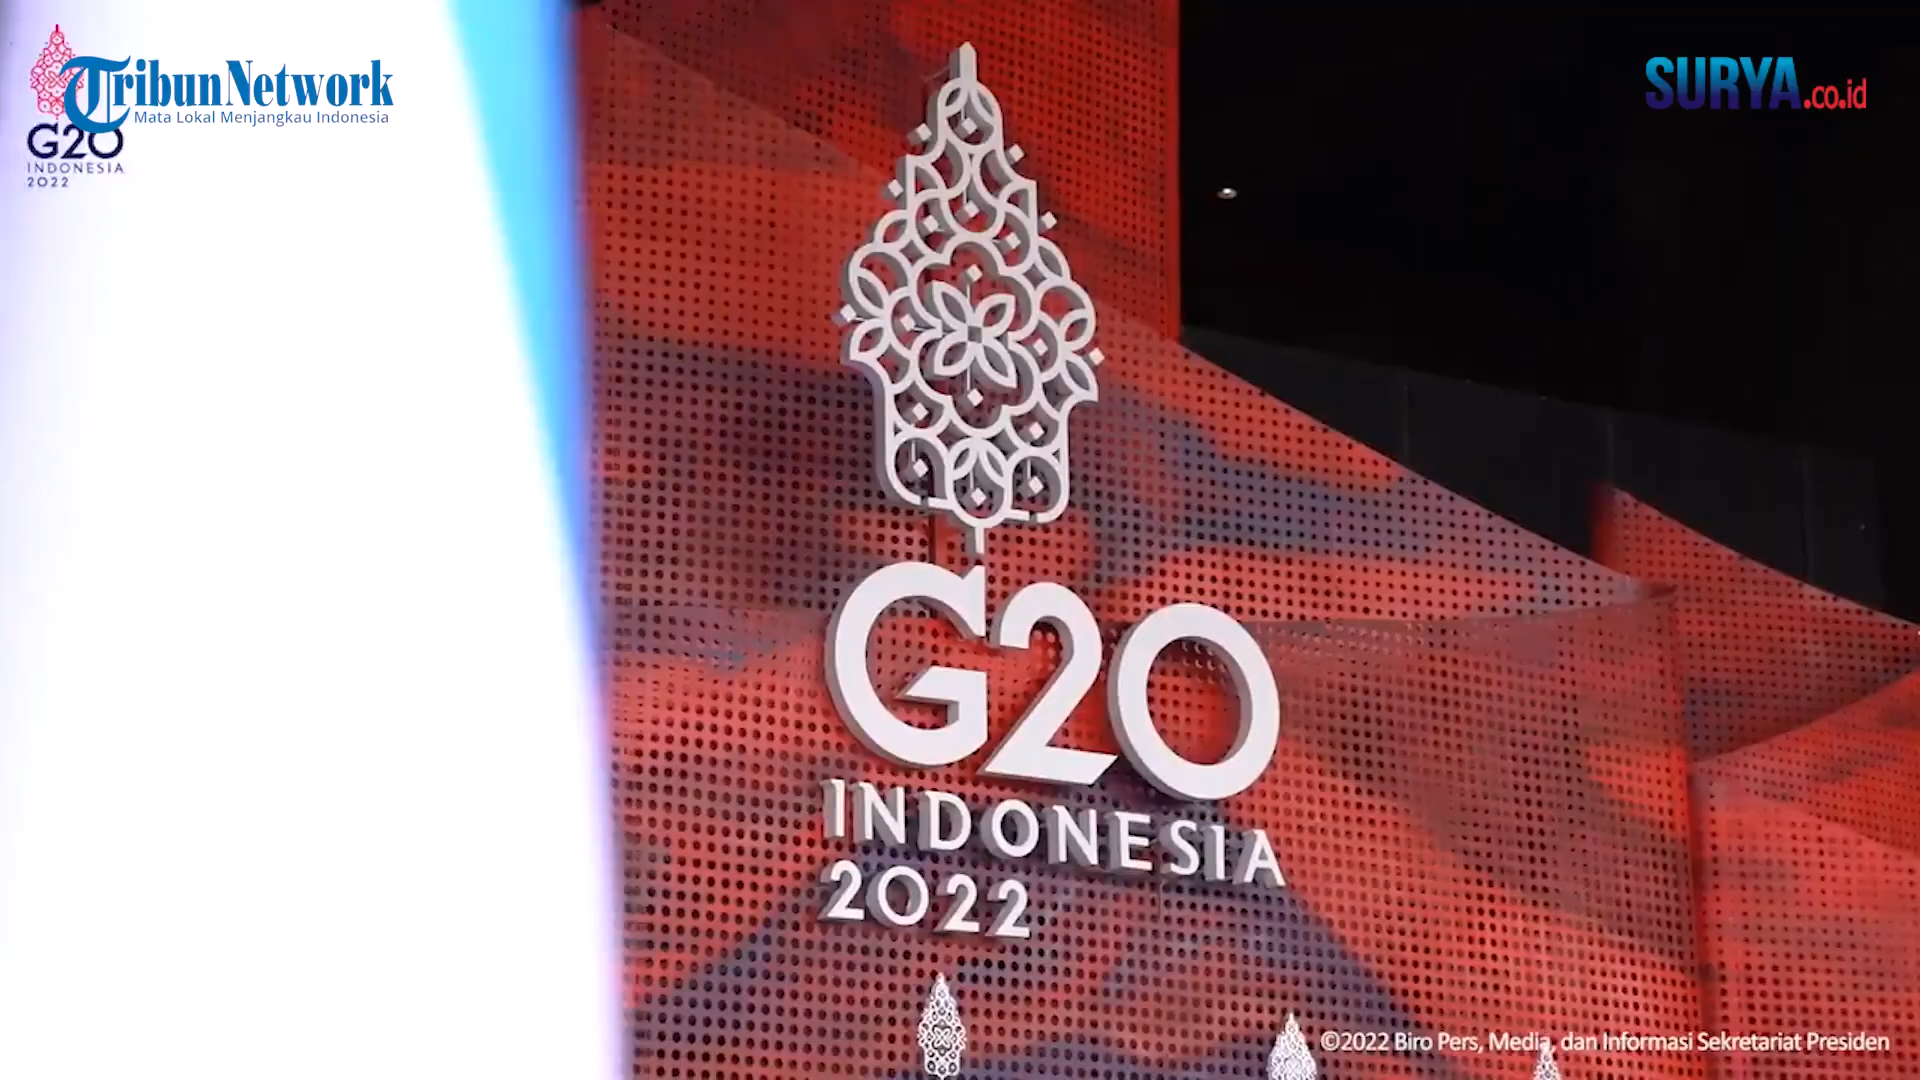 TribunNetwork
Mata Lokal Menjangkau Indonesia
G20
INDONESIA
2022
SURYA.co.id
G20
INDONESIA
2022
©2022 Biro Pers, Media, dan Informasi Sekretariat Presiden